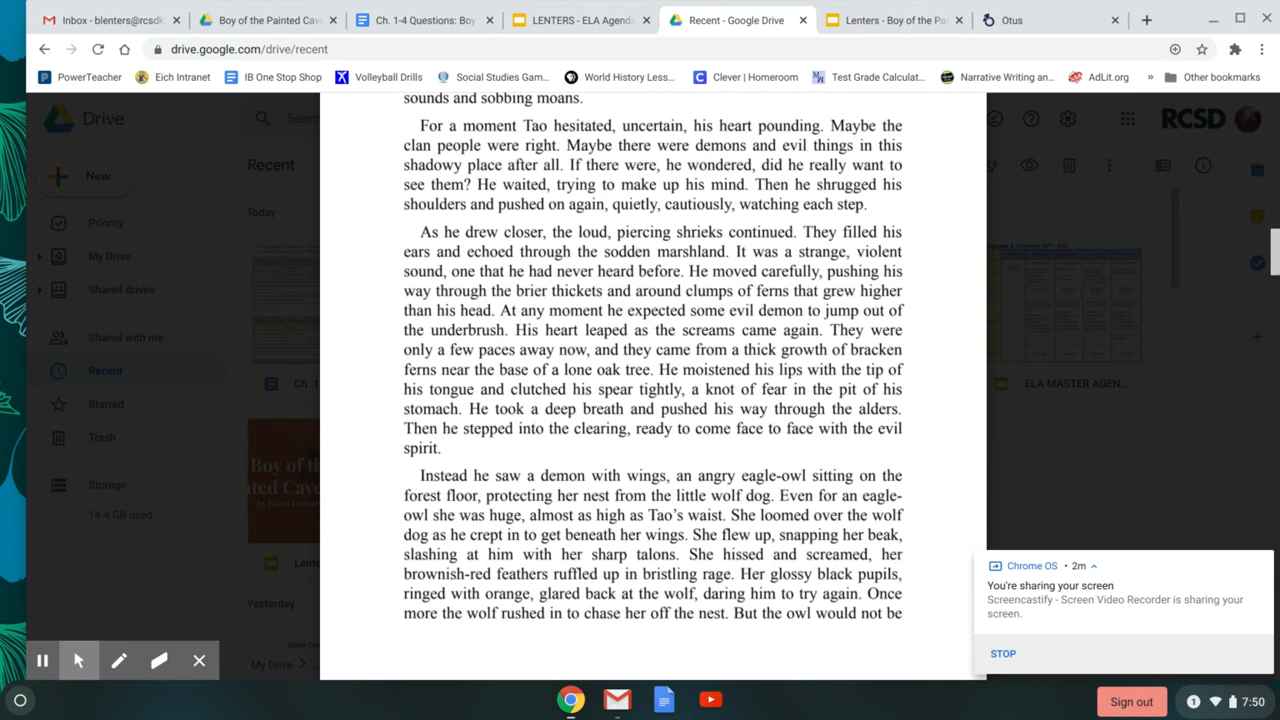 Inbox - blenters@rcsdk
Boy of the Painted Cav
Ch. 1-4 Questions: Boy
LENTERS - ELA Agenda
Recent - Google Drive
Lenters - Boy of the Pa
Otus
drive.google.com/drive/recent
PowerTeacher
Eich Intranet
IB One Stop Shop
Volleyball Drills
Social Studies Gam...
World History Less...
Clever | Homeroom
Test Grade Calculat...
Narrative Writing an...
AdLit.org
»
Other bookmarks
Drive
Searc
RCSD
New
Recent
Today
Priority
My Drive
Shared drives
Shared with me
Recent
Starred
Trash
Storage
14.4 GB used
Ch. 1
ELA MASTER AGEN...
Boy of th
ted Cav
Lente
Yesterday
My Drive
sounds and sobbing moans.
For a moment Tao hesitated, uncertain, his heart pounding. Maybe the
clan people were right. Maybe there were demons and evil things in this
shadowy place after all. If there were, he wondered, did he really want to
see them? He waited, trying to make up his mind. Then he shrugged his
shoulders and pushed on again, quietly, cautiously, watching each step.
As he drew closer, the loud, piercing shrieks continued. They filled his
ears and echoed through the sodden marshland. It was a strange, violent
sound, one that he had never heard before. He moved carefully, pushing his
way through the brier thickets and around clumps of ferns that grew higher
than his head. At any moment he expected some evil demon to jump out of
the underbrush. His heart leaped as the screams came again. They were
only a few paces away now, and they came from a thick growth of bracken
ferns near the base of a lone oak tree. He moistened his lips with the tip of
his tongue and clutched his spear tightly, a knot of fear in the pit of his
stomach. He took a deep breath and pushed his way through the alders.
Then he stepped into the clearing, ready to come face to face with the evil
spirit.
Instead he saw a demon with wings, an angry eagle-owl sitting on the
forest floor, protecting her nest from the little wolf dog. Even for an eagle-
owl she was huge, almost as high as Tao’s waist. She loomed over the wolf
dog as he crept in to get beneath her wings. She flew up, snapping her beak,
slashing at him with her sharp talons. She hissed and screamed, her
brownish-red feathers ruffled up in bristling rage. Her glossy black pupils,
ringed with orange, glared back at the wolf, daring him to try again. Once
more the wolf rushed in to chase her off the nest. But the owl would not be
Chrome OS • 2m
You're sharing your screen
Screencastify - Screen Video Recorder is sharing your
screen.
STOP
Sign out
1
7:50